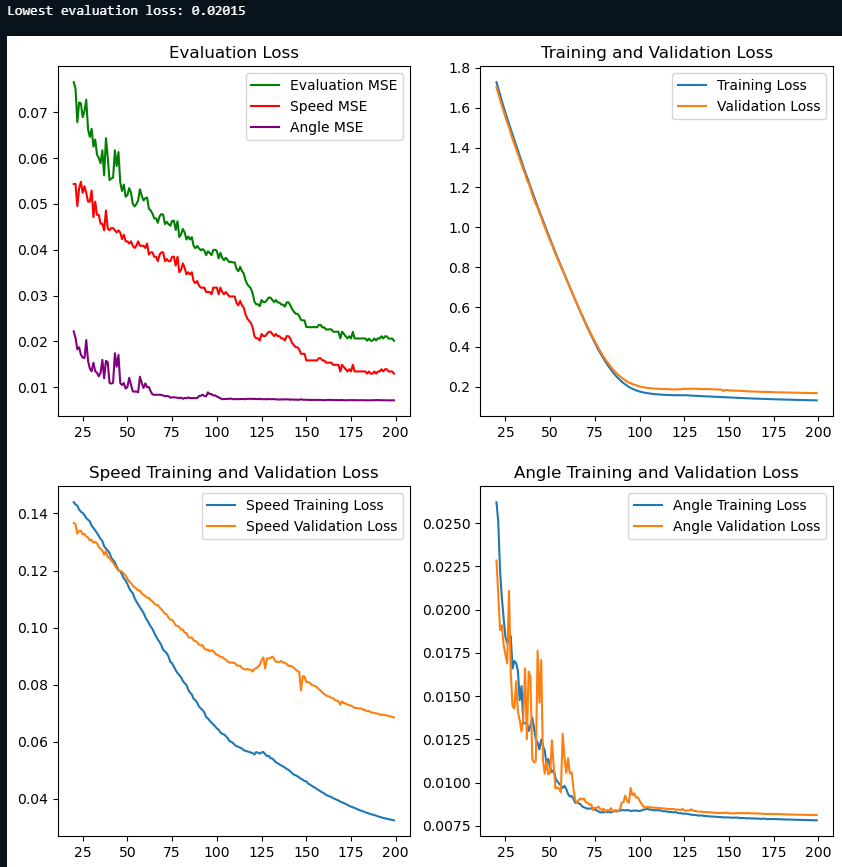 Lowest evaluation loss: 0.02015
Evaluation Loss
Evaluation MSE
Speed MSE
Angle MSE
0.07
0.06
0.05
0.04
0.03
0.02
0.01
25 50 75 100 125 150 175 200
Training and Validation Loss
Training Loss
Validation Loss
1.8
1.6
1.4
1.2
1.0
0.8
0.6
0.4
0.2
25 50 75 100 125 150 175 200
Speed Training and Validation Loss
Speed Training Loss
Speed Validation Loss
0.14
0.12
0.10
0.08
0.06
0.04
25 50 75 100 125 150 175 200
Angle Training and Validation Loss
Angle Training Loss
Angle Validation Loss
0.0250
0.0225
0.0200
0.0175
0.0150
0.0125
0.0100
0.0075
25 50 75 100 125 150 175 200